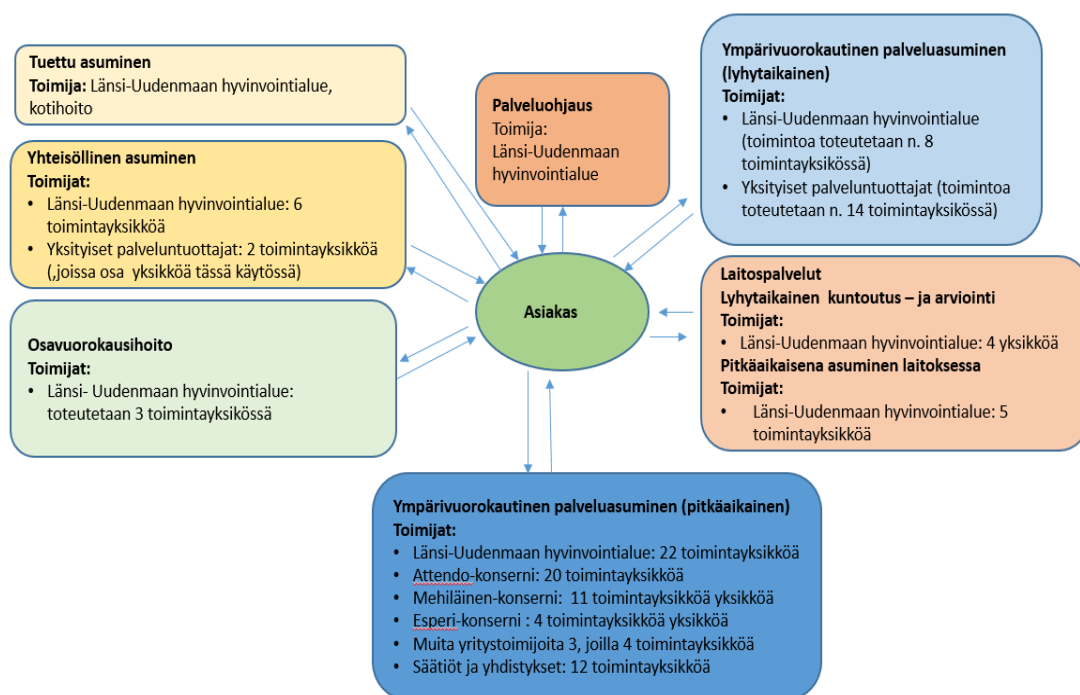 Tuettu asuminen
Toimija: Länsi-Uudenmaan hyvinvointialue,
kotihoito
Yhteisöllinen asuminen
Toimijat:
• Länsi-Uudenmaan hyvinvointialue: 6
toimintayksikköä
• Yksityiset palveluntuottajat: 2 toimintayksikköä
(,joissa osa yksikköä tässä käytössä)
Osavuorokausihoito
Toimijat:
• Länsi- Uudenmaan hyvinvointialue:
toteutetaan 3 toimintayksikössä
Palveluohjaus
Toimija:
Länsi-Uudenmaan
hyvinvointialue
Asiakas
Ympärivuorokautinen palveluasuminen
(lyhytaikainen)
Toimijat:
• Länsi-Uudenmaan hyvinvointialue
(toimintoa toteutetaan n. 8
toimintayksikössä)
• Yksityiset palveluntuottajat (toimintoa
toteutetaan n. 14 toimintayksikössä)
Laitospalvelut
Lyhytaikainen kuntoutus – ja arviointi
Toimijat:
• Länsi-Uudenmaan hyvinvointialue: 4 yksikköä
Pitkäaikaisena asuminen laitoksessa
Toimijat:
• Länsi-Uudenmaan hyvinvointialue: 5
toimintayksikköä
Ympärivuorokautinen palveluasuminen (pitkäaikainen)
Toimijat:
• Länsi-Uudenmaan hyvinvointialue: 22 toimintayksikköä
• Attendo-konserni: 20 toimintayksikköä
• Mehiläinen-konserni: 11 toimintayksikköä yksikköä
• Esperi-konserni : 4 toimintayksikköä yksikköä
• Muita yritystoimijoita 3, joilla 4 toimintayksikköä
• Säätiöt ja yhdistykset: 12 toimintayksikköä